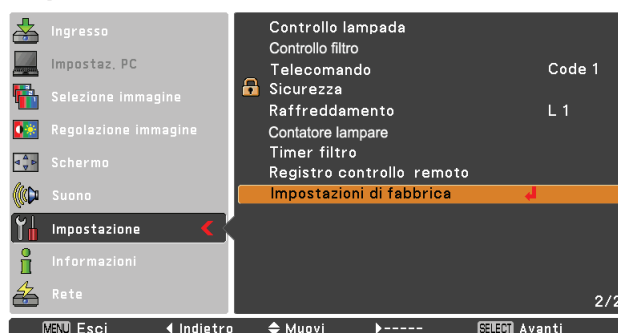 Ingresso
Impostaz. PC
Selezione immagine
Regolazione immagine
Schermo
Suono
Impostazione
Informazioni
Rete
Controllo lampada
Controllo filtro
Telecomando Code 1
Sicurezza
Raffreddamento L 1
Contatore lampare
Timer filtro
Registro controllo remoto
Impostazioni di fabbrica
2/2
MENU Esci Indietro Muovi ----- SELECT Avanti